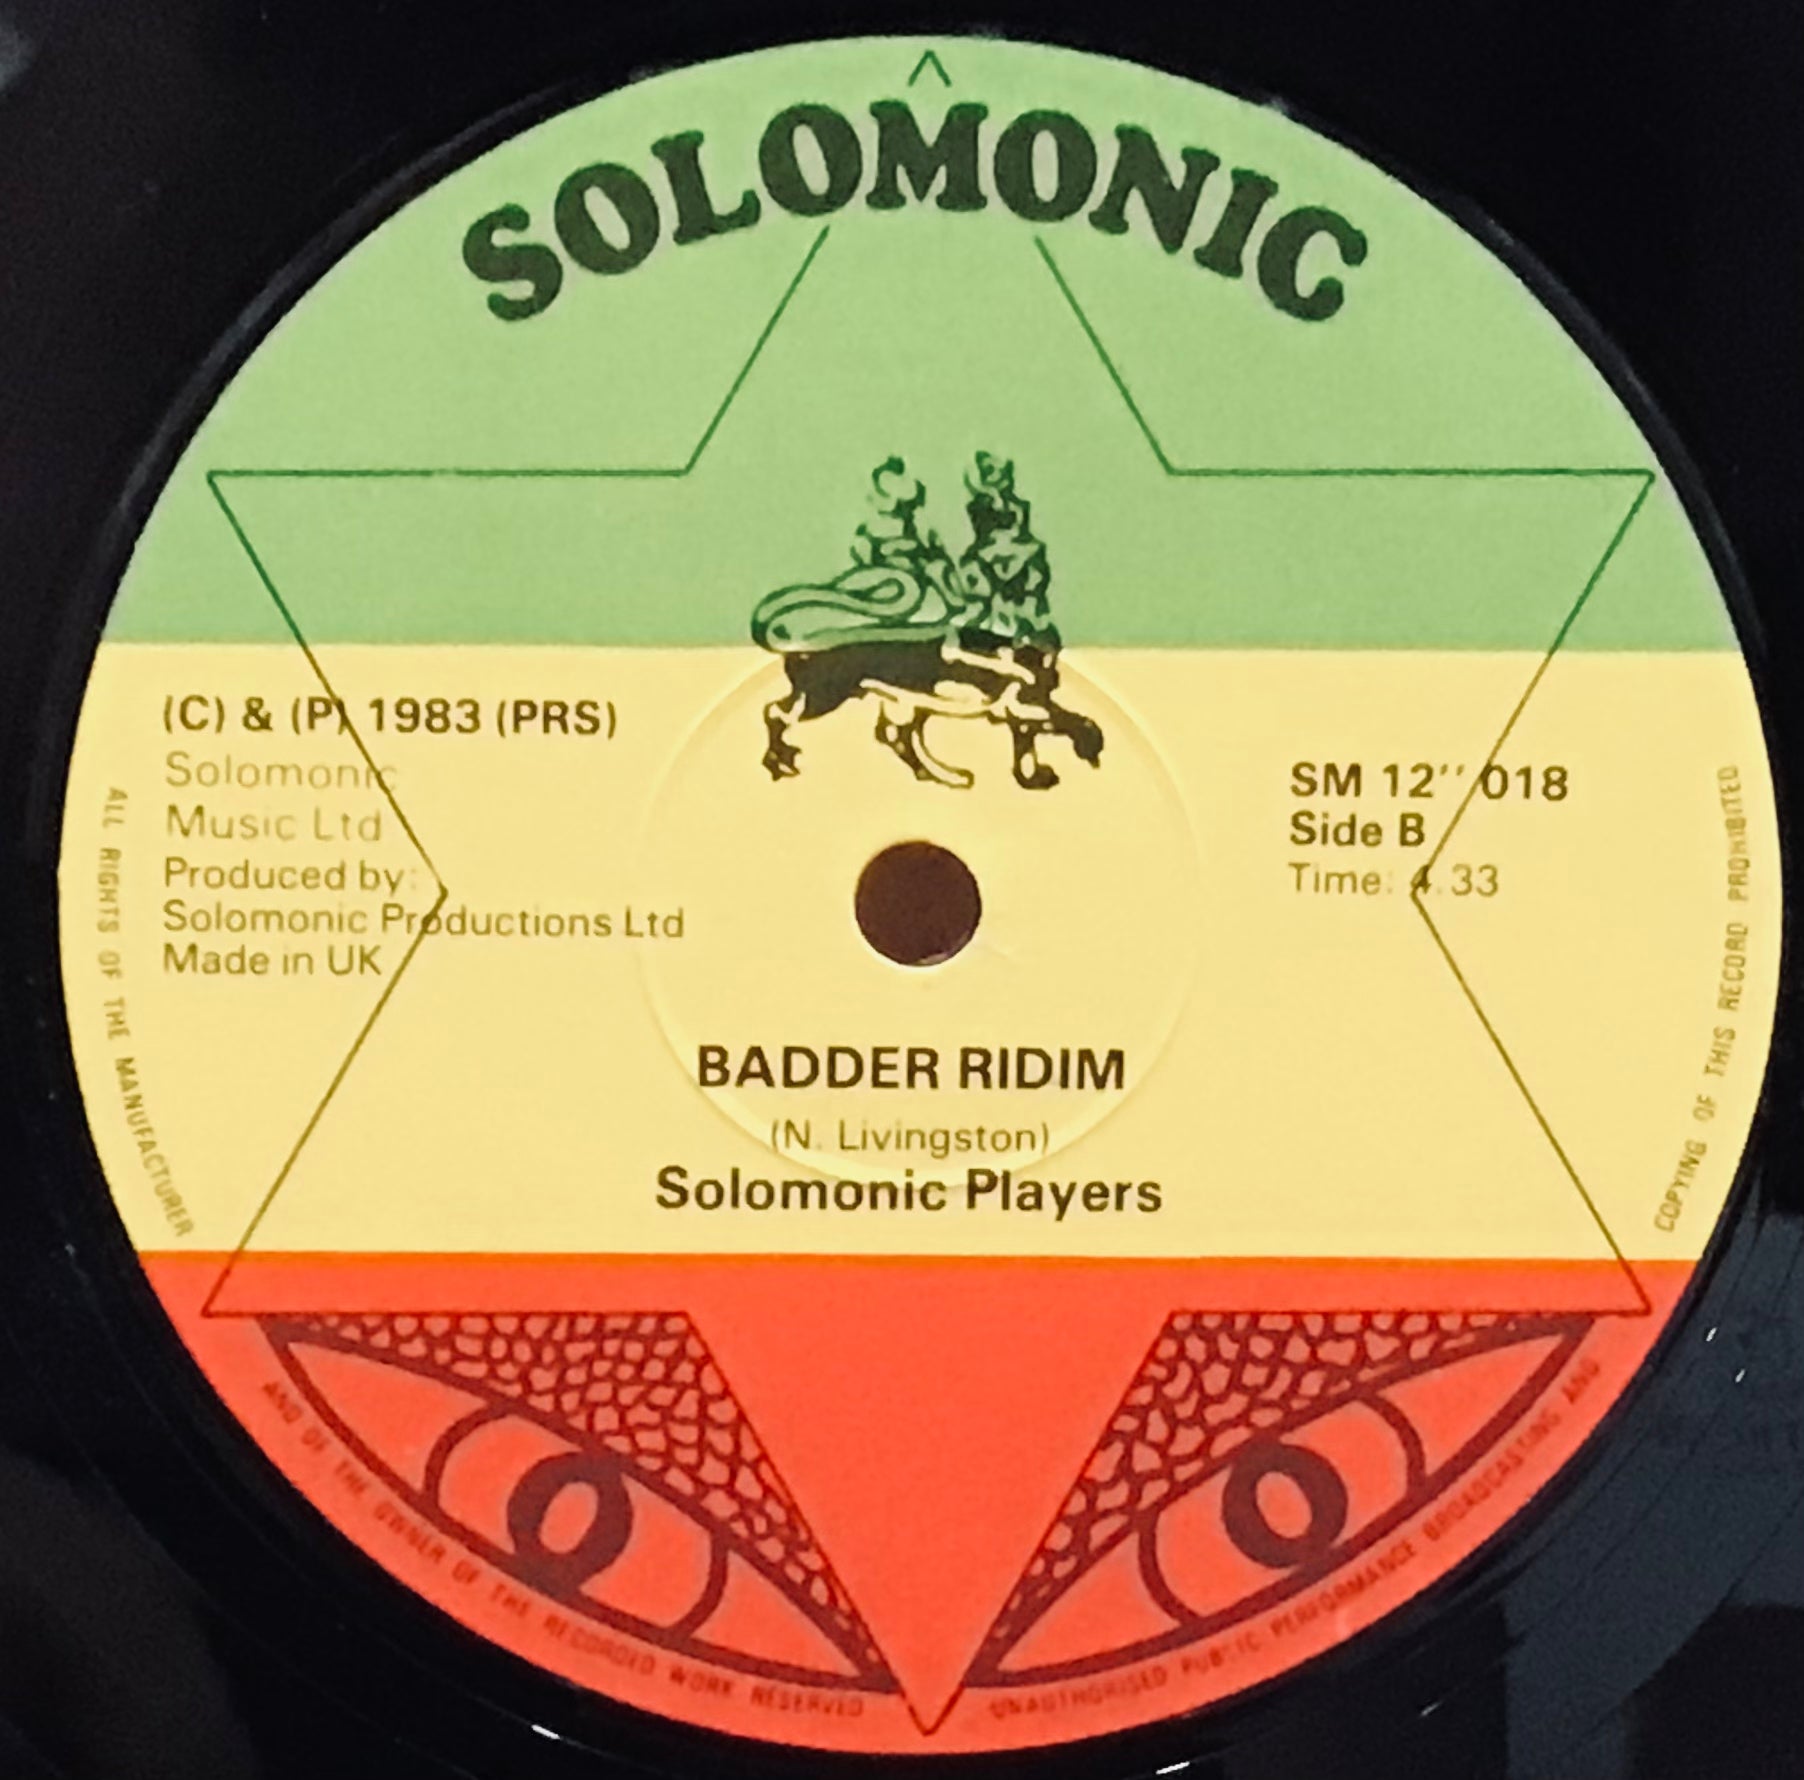 SOLOMONIC
(C) & (P) 1983 (PRS)
Solomonic
Music Ltd
Produced by:
Solomonic Productions Ltd
Made in UK
SM 12'' 018
Side B
Time: 4.33
BADDER RIDIM
(N. Livingston)
Solomonic Players
ALL RIGHTS OF THE MANUFACTURER
AND OF THE OWNER OF THE RECORDED WORK RESERVED
UNAUTHORISED PUBLIC PERFORMANCE BROADCASTING AND
COPYING OF THIS RECORD PROHIBITED